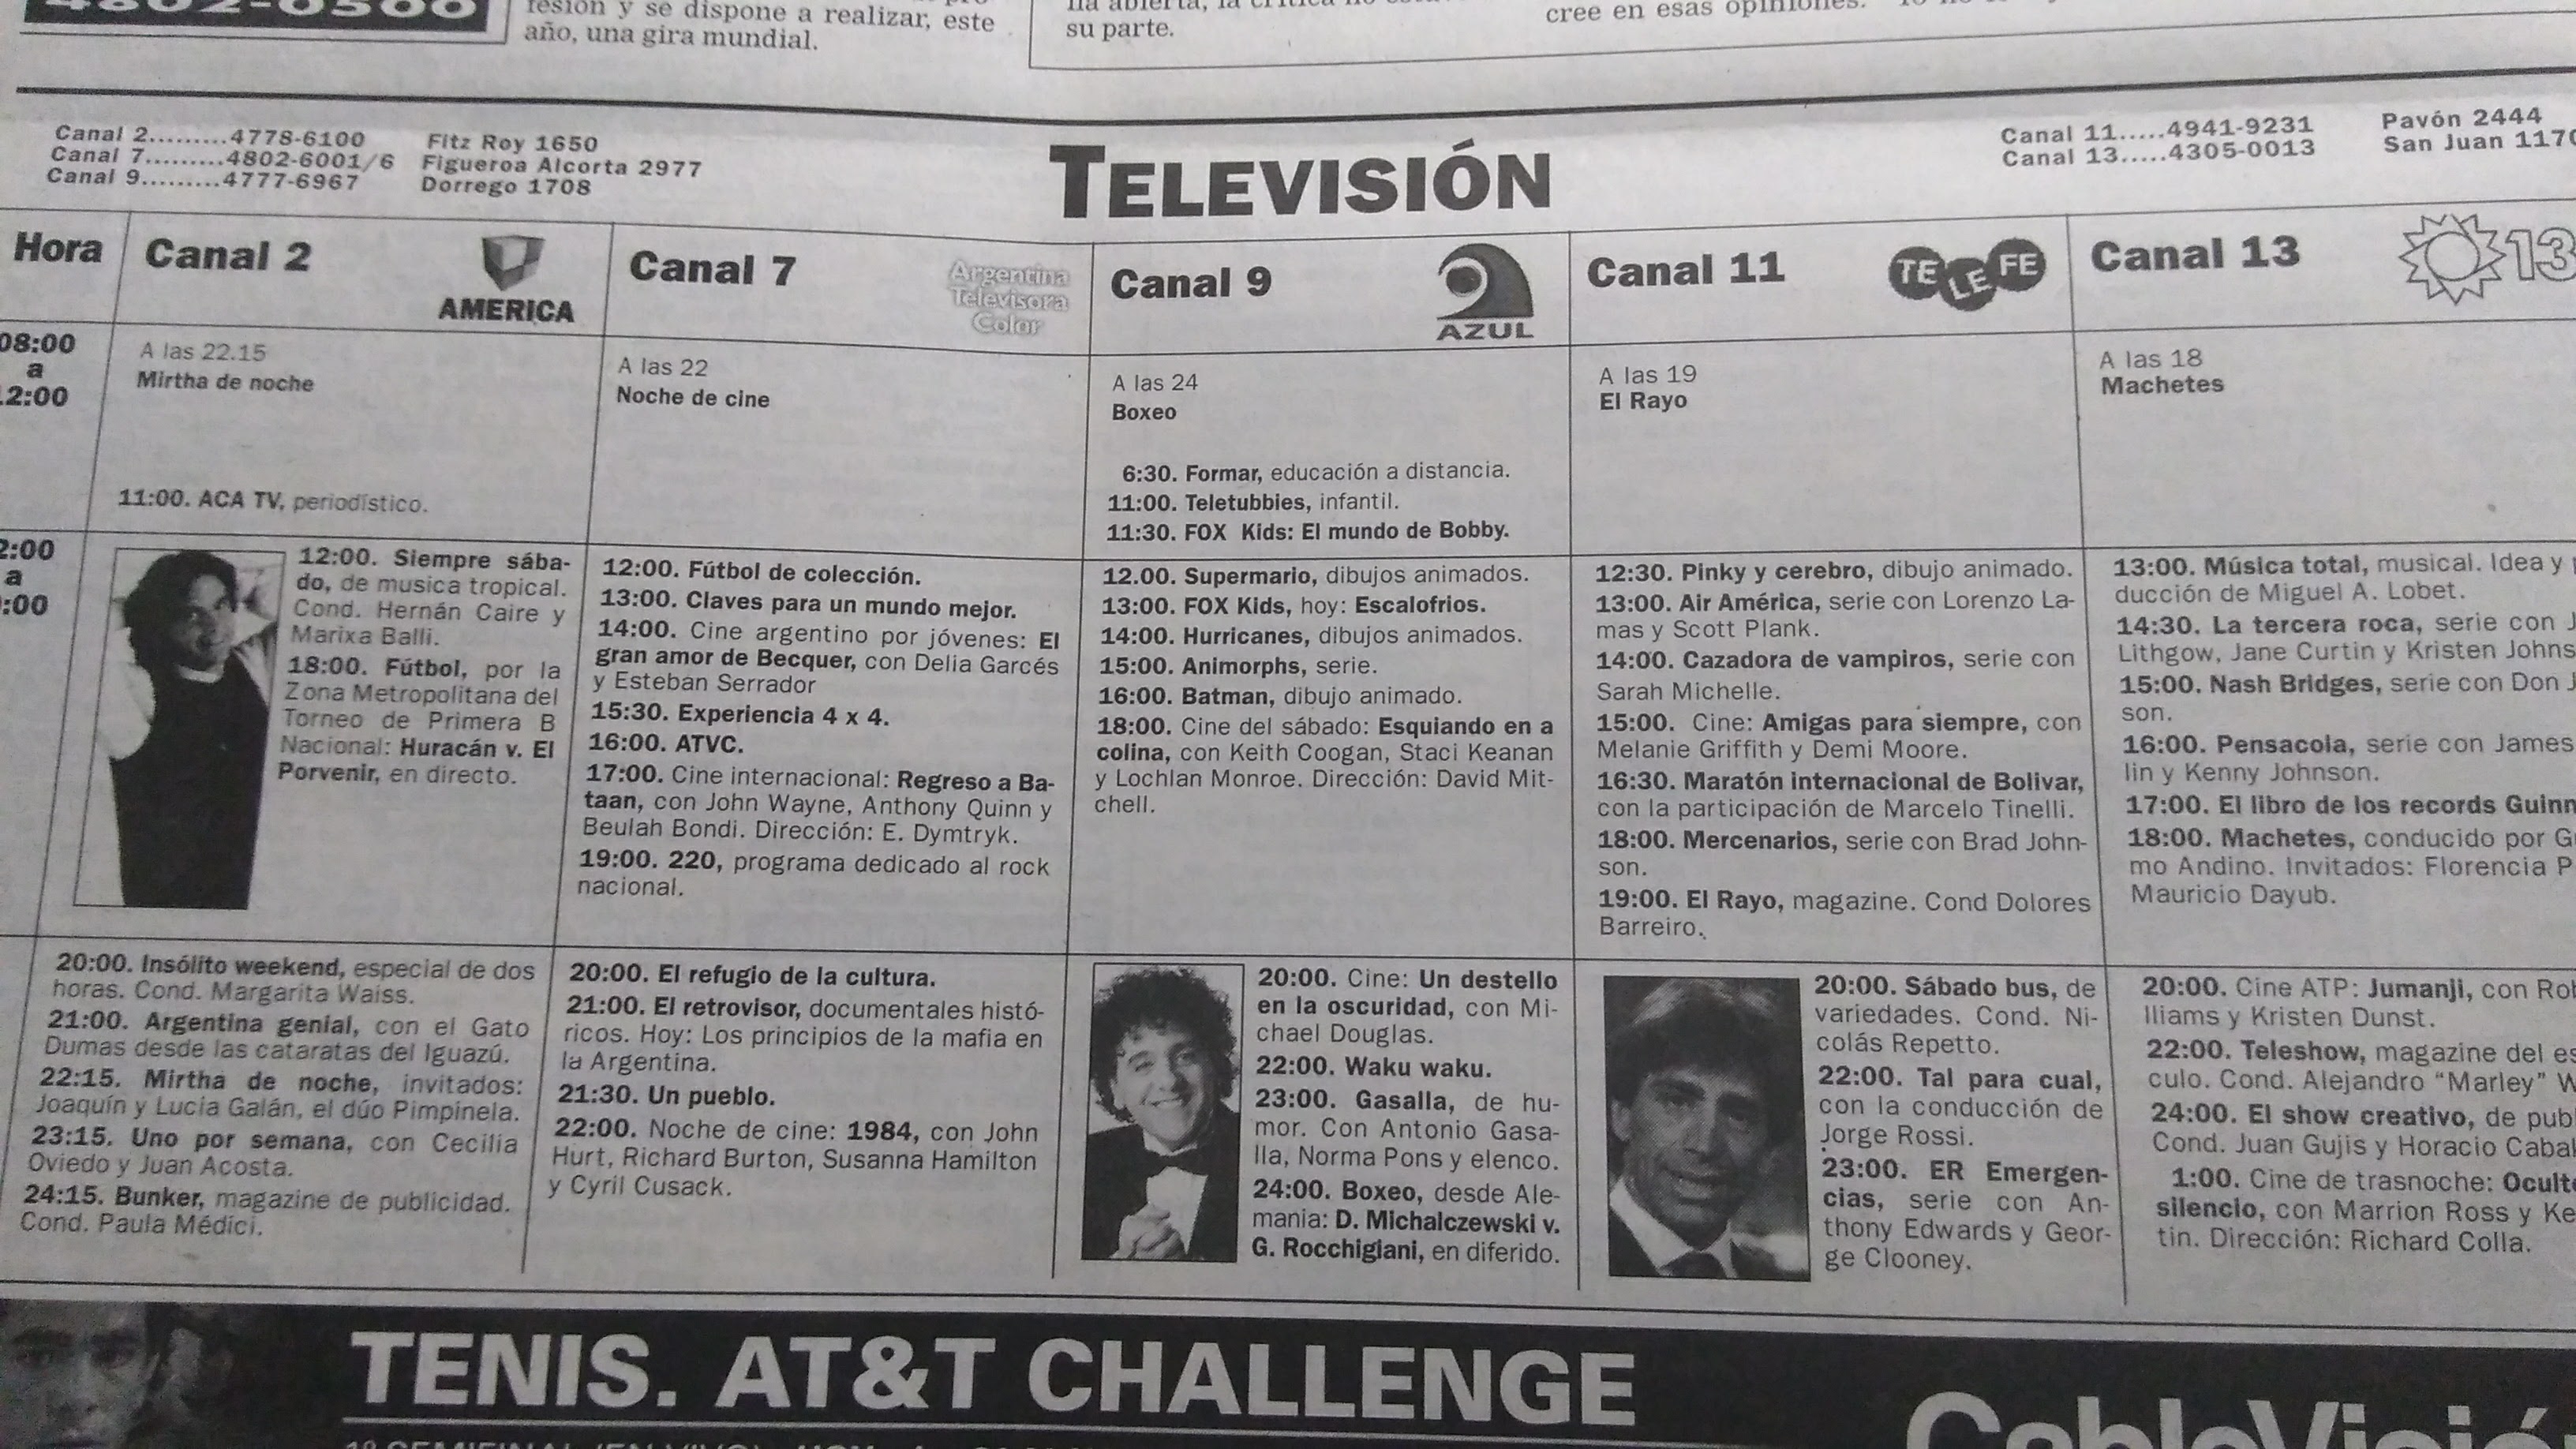 4802-0500
fesión y se dispone a realizar, este
año, una gira mundial.
su parte.
cree en esas opiniones.
Canal 2.........4778-6100 Fitz Roy 1650
Canal 7.........4802-6001/6 Figueroa Alcorta 2977
Canal 9.........4777-6967 Dorrego 1708
TELEVISIÓN
Canal 11.....4941-9231 Pavón 2444
Canal 13.....4305-0013 San Juan 1170
Hora
Canal 2
AMERICA
Canal 7
Argentina
Televisora
Color
Canal 9
AZUL
Canal 11
TELEFE
Canal 13
13
08:00
a
12:00
A las 22.15
Mirtha de noche
11:00. ACA TV, periodístico.
A las 22
Noche de cine
A las 24
Boxeo
6:30. Formar, educación a distancia.
11:00. Teletubbies, infantil.
11:30. FOX Kids: El mundo de Bobby.
A las 19
El Rayo
A las 18
Machetes
2:00
a
:00
12:00. Siempre sába-
do, de musica tropical.
Cond. Hernán Caire y
Marixa Balli.
18:00. Fútbol, por la
Zona Metropolitana del
Torneo de Primera B
Nacional: Huracán v. El
Porvenir, en directo.
12:00. Fútbol de colección.
13:00. Claves para un mundo mejor.
14:00. Cine argentino por jóvenes: El
gran amor de Becquer, con Delia Garcés
y Esteban Serrador
15:30. Experiencia 4 x 4.
16:00. ATVC.
17:00. Cine internacional: Regreso a Ba-
taan, con John Wayne, Anthony Quinn y
Beulah Bondi. Dirección: E. Dymtryk.
19:00. 220, programa dedicado al rock
nacional.
12.00. Supermario, dibujos animados.
13:00. FOX Kids, hoy: Escalofrios.
14:00. Hurricanes, dibujos animados.
15:00. Animorphs, serie.
16:00. Batman, dibujo animado.
18:00. Cine del sábado: Esquiando en a
colina, con Keith Coogan, Staci Keanan
y Lochlan Monroe. Dirección: David Mit-
chell.
12:30. Pinky y cerebro, dibujo animado.
13:00. Air América, serie con Lorenzo La-
mas y Scott Plank.
14:00. Cazadora de vampiros, serie con
Sarah Michelle.
15:00. Cine: Amigas para siempre, con
Melanie Griffith y Demi Moore.
16:30. Maratón internacional de Bolivar,
con la participación de Marcelo Tinelli.
18:00. Mercenarios, serie con Brad John-
son.
19:00. El Rayo, magazine. Cond Dolores
Barreiro.
13:00. Música total, musical. Idea y
ducción de Miguel A. Lobet.
14:30. La tercera roca, serie con J
Lithgow, Jane Curtin y Kristen Johns
15:00. Nash Bridges, serie con Don J
son.
16:00. Pensacola, serie con James
lin y Kenny Johnson.
17:00. El libro de los records Guinn
18:00. Machetes, conducido por G
mo Andino. Invitados: Florencia P
Mauricio Dayub.
20:00. Insólito weekend, especial de dos
horas. Cond. Margarita Waiss.
21:00. Argentina genial, con el Gato
Dumas desde las cataratas del Iguazú.
22:15. Mirtha de noche, invitados:
Joaquín y Lucia Galán, el dúo Pimpinela.
23:15. Uno por semana, con Cecilia
Oviedo y Juan Acosta.
24:15. Bunker, magazine de publicidad.
Cond. Paula Médici.
20:00. El refugio de la cultura.
21:00. El retrovisor, documentales histó-
ricos. Hoy: Los principios de la mafia en
la Argentina.
21:30. Un pueblo.
22:00. Noche de cine: 1984, con John
Hurt, Richard Burton, Susanna Hamilton
y Cyril Cusack.
20:00. Cine: Un destello
en la oscuridad, con Mi-
chael Douglas.
22:00. Waku waku.
23:00. Gasalla, de hu-
mor. Con Antonio Gasa-
lla, Norma Pons y elenco.
24:00. Boxeo, desde Ale-
mania: D. Michalczewski v.
G. Rocchigiani, en diferido.
20:00. Sábado bus, de
variedades. Cond. Ni-
colás Repetto.
22:00. Tal para cual,
con la conducción de
Jorge Rossi.
23:00. ER Emergen-
cias, serie con An-
thony Edwards y Geor-
ge Clooney.
20:00. Cine ATP: Jumanji, con Rob
lliams y Kristen Dunst.
22:00. Teleshow, magazine del es
culo. Cond. Alejandro “Marley” W
24:00. El show creativo, de pub
Cond. Juan Gujis y Horacio Cabal
1:00. Cine de trasnoche: Oculto
silencio, con Marrion Ross y Ke
tin. Dirección: Richard Colla.
TENIS. AT&T CHALLENGE
CableVisió